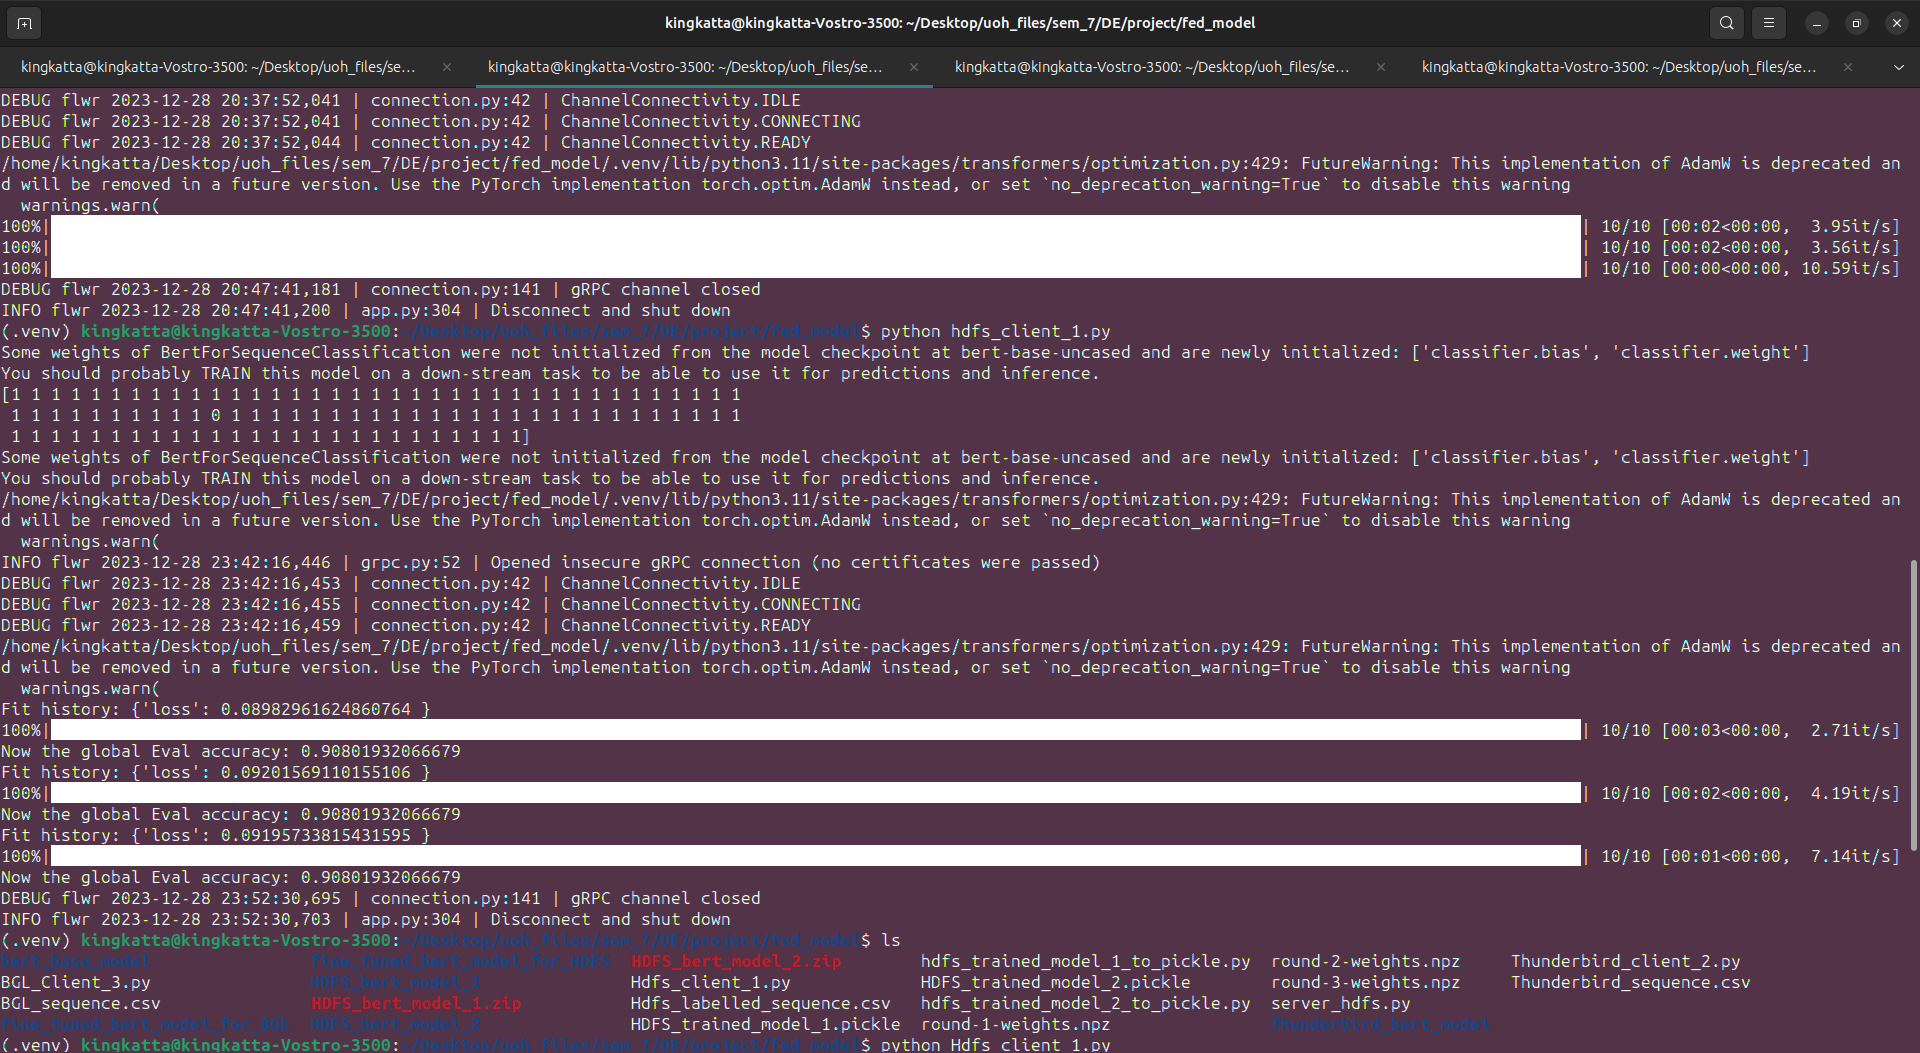 kingkatta@kingkatta-Vostro-3500: ~/Desktop/uoh_files/sem_7/DE/project/fed_model
kingkatta@kingkatta-Vostro-3500: ~/Desktop/uoh_files/se... kingkatta@kingkatta-Vostro-3500: ~/Desktop/uoh_files/se... kingkatta@kingkatta-Vostro-3500: ~/Desktop/uoh_files/se... kingkatta@kingkatta-Vostro-3500: ~/Desktop/uoh_files/se...
DEBUG flwr 2023-12-28 20:37:52,041 | connection.py:42 | ChannelConnectivity.IDLE
DEBUG flwr 2023-12-28 20:37:52,041 | connection.py:42 | ChannelConnectivity.CONNECTING
DEBUG flwr 2023-12-28 20:37:52,044 | connection.py:42 | ChannelConnectivity.READY
/home/kingkatta/Desktop/uoh_files/sem_7/DE/project/fed_model/.venv/lib/python3.11/site-packages/transformers/optimization.py:429: FutureWarning: This implementation of AdamW is deprecated an
d will be removed in a future version. Use the PyTorch implementation torch.optim.AdamW instead, or set `no_deprecation_warning=True` to disable this warning
  warnings.warn(
100%| | 10/10 [00:02<00:00,  3.95it/s]
100%| | 10/10 [00:02<00:00,  3.56it/s]
100%| | 10/10 [00:00<00:00, 10.59it/s]
DEBUG flwr 2023-12-28 20:47:41,181 | connection.py:141 | gRPC channel closed
INFO flwr 2023-12-28 20:47:41,200 | app.py:304 | Disconnect and shut down
(.venv) kingkatta@kingkatta-Vostro-3500:~/Desktop/uoh_files/sem_7/DE/project/fed_model$ python hdfs_client_1.py
Some weights of BertForSequenceClassification were not initialized from the model checkpoint at bert-base-uncased and are newly initialized: ['classifier.bias', 'classifier.weight']
You should probably TRAIN this model on a down-stream task to be able to use it for predictions and inference.
[1 1 1 1 1 1 1 1 1 1 1 1 1 1 1 1 1 1 1 1 1 1 1 1 1 1 1 1 1 1 1 1 1 1 1 1 1
 1 1 1 1 1 1 1 1 1 1 0 1 1 1 1 1 1 1 1 1 1 1 1 1 1 1 1 1 1 1 1 1 1 1 1 1 1
 1 1 1 1 1 1 1 1 1 1 1 1 1 1 1 1 1 1 1 1 1 1 1 1 1 1]
Some weights of BertForSequenceClassification were not initialized from the model checkpoint at bert-base-uncased and are newly initialized: ['classifier.bias', 'classifier.weight']
You should probably TRAIN this model on a down-stream task to be able to use it for predictions and inference.
/home/kingkatta/Desktop/uoh_files/sem_7/DE/project/fed_model/.venv/lib/python3.11/site-packages/transformers/optimization.py:429: FutureWarning: This implementation of AdamW is deprecated an
d will be removed in a future version. Use the PyTorch implementation torch.optim.AdamW instead, or set `no_deprecation_warning=True` to disable this warning
  warnings.warn(
INFO flwr 2023-12-28 23:42:16,446 | grpc.py:52 | Opened insecure gRPC connection (no certificates were passed)
DEBUG flwr 2023-12-28 23:42:16,453 | connection.py:42 | ChannelConnectivity.IDLE
DEBUG flwr 2023-12-28 23:42:16,455 | connection.py:42 | ChannelConnectivity.CONNECTING
DEBUG flwr 2023-12-28 23:42:16,459 | connection.py:42 | ChannelConnectivity.READY
/home/kingkatta/Desktop/uoh_files/sem_7/DE/project/fed_model/.venv/lib/python3.11/site-packages/transformers/optimization.py:429: FutureWarning: This implementation of AdamW is deprecated an
d will be removed in a future version. Use the PyTorch implementation torch.optim.AdamW instead, or set `no_deprecation_warning=True` to disable this warning
  warnings.warn(
Fit history: {'loss': 0.08982961624860764 }
100%| | 10/10 [00:03<00:00,  2.71it/s]
Now the global Eval accuracy: 0.90801932066679
Fit history: {'loss': 0.09201569110155106 }
100%| | 10/10 [00:02<00:00,  4.19it/s]
Now the global Eval accuracy: 0.90801932066679
Fit history: {'loss': 0.09195733815431595 }
100%| | 10/10 [00:01<00:00,  7.14it/s]
Now the global Eval accuracy: 0.90801932066679
DEBUG flwr 2023-12-28 23:52:30,695 | connection.py:141 | gRPC channel closed
INFO flwr 2023-12-28 23:52:30,703 | app.py:304 | Disconnect and shut down
(.venv) kingkatta@kingkatta-Vostro-3500:~/Desktop/uoh_files/sem_7/DE/project/fed_model$ ls
bert_base_model fine_tuned_bert_model_for_HDFS HDFS_bert_model_2.zip hdfs_trained_model_1_to_pickle.py round-2-weights.npz Thunderbird_client_2.py
BGL_Client_3.py HDFS_bert_model_1 Hdfs_client_1.py HDFS_trained_model_2.pickle round-3-weights.npz Thunderbird_sequence.csv
BGL_sequence.csv HDFS_bert_model_1.zip Hdfs_labelled_sequence.csv hdfs_trained_model_2_to_pickle.py server_hdfs.py
fine_tuned_bert_model_for_BGL HDFS_bert_model_2 HDFS_trained_model_1.pickle round-1-weights.npz Thunderbird_bert_model
(.venv) kingkatta@kingkatta-Vostro-3500:~/Desktop/uoh_files/sem_7/DE/project/fed_model$ python Hdfs_client_1.py